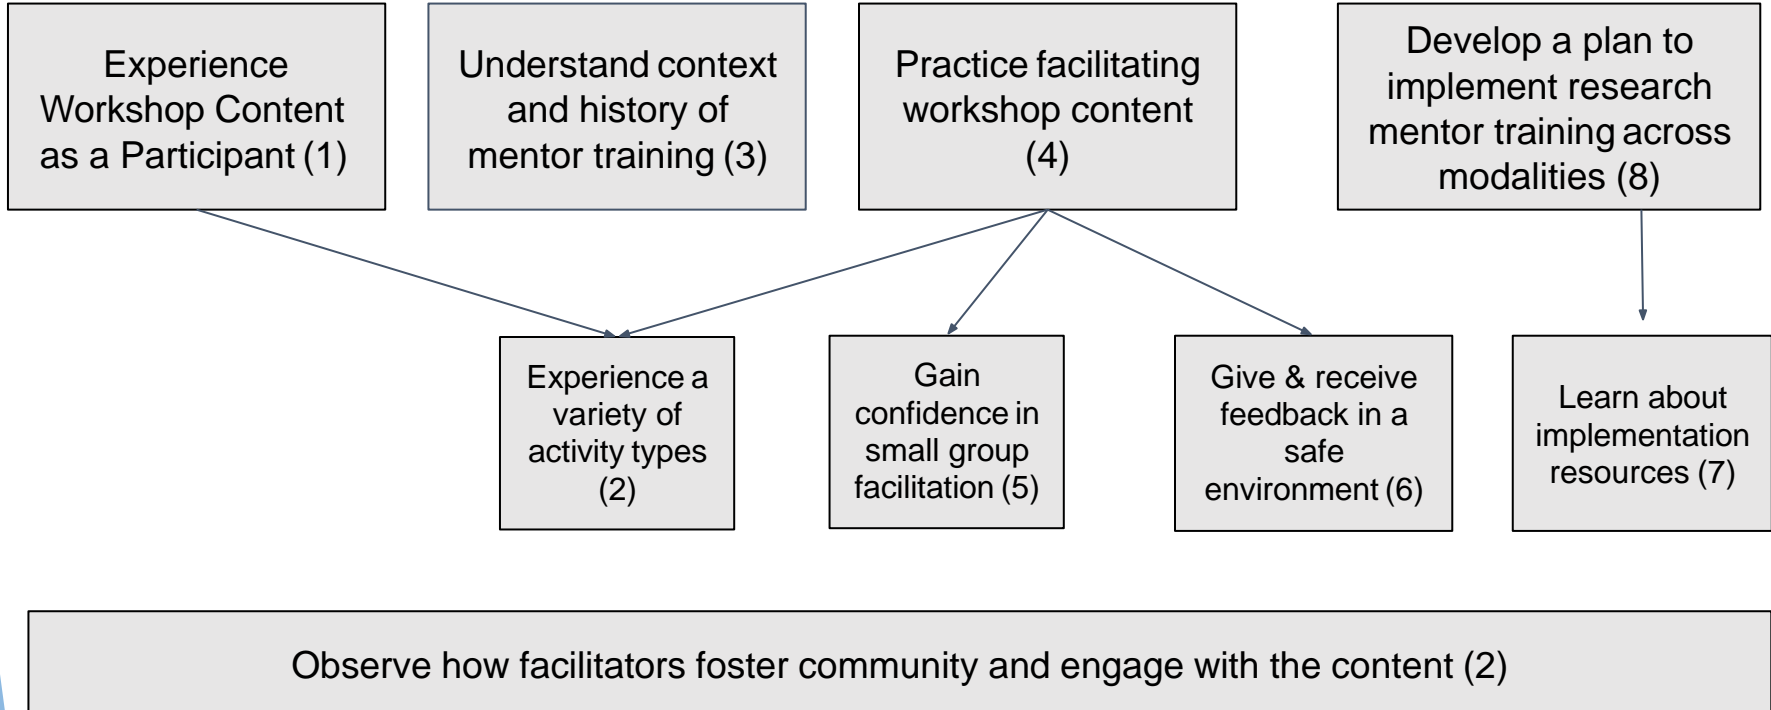 Experience
Workshop Content
as a Participant (1)
Understand context
and history of
mentor training (3)
Practice facilitating
workshop content
(4)
Develop a plan to
implement research
mentor training across
modalities (8)
Experience a
variety of
activity types
(2)
Gain
confidence in
small group
facilitation (5)
Give & receive
feedback in a
safe
environment (6)
Learn about
implementation
resources (7)
Observe how facilitators foster community and engage with the content (2)